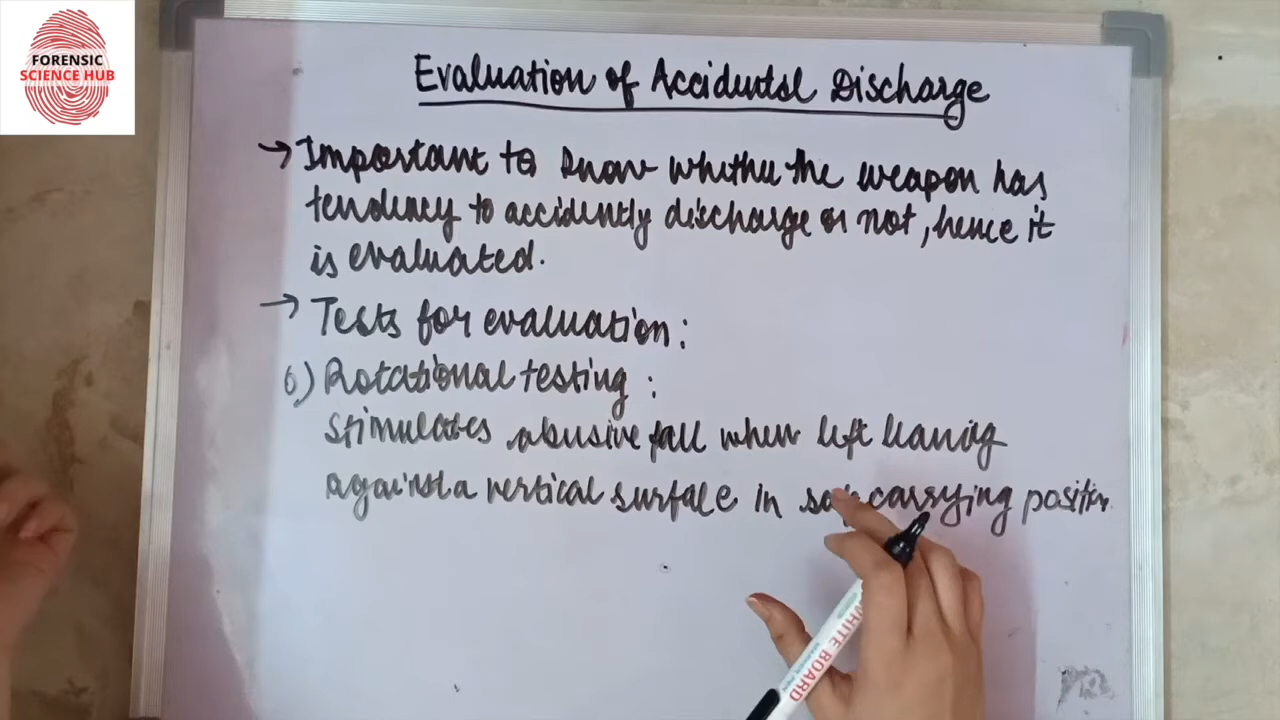 FORENSIC
SCIENCE HUB
Evaluation of Accidental Discharge
→ Important to know whether the weapon has
tendency to accidently discharge or not, hence it
is evaluated.
→ Tests for evaluation:
6.) Rotational testing:
Stimulates abusive fall when left leaning
against a vertical surface in safe carrying position
WHITE BOARD